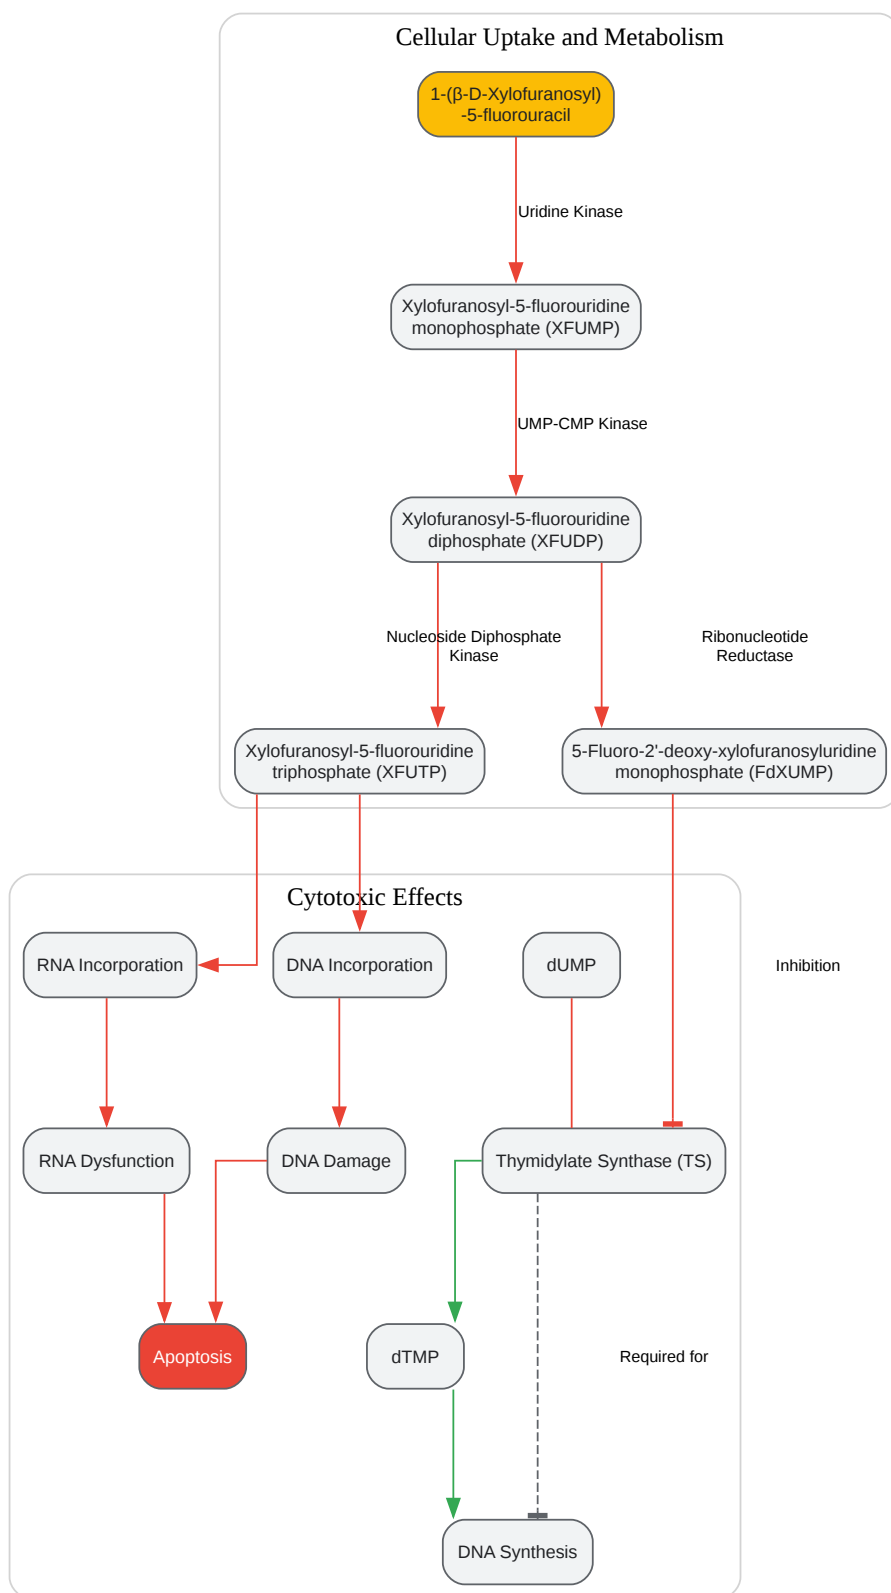 Cellular Uptake and Metabolism
1-(β-D-Xylofuranosyl)
-5-fluorouracil
Uridine Kinase
Xylofuranosyl-5-fluorouridine
monophosphate (XFUMP)
UMP-CMP Kinase
Xylofuranosyl-5-fluorouridine
diphosphate (XFUDP)
Nucleoside Diphosphate
Kinase
Ribonucleotide
Reductase
Xylofuranosyl-5-fluorouridine
triphosphate (XFUTP)
5-Fluoro-2'-deoxy-xylofuranosyluridine
monophosphate (FdXUMP)
Cytotoxic Effects
RNA Incorporation
DNA Incorporation
dUMP
Inhibition
RNA Dysfunction
DNA Damage
Thymidylate Synthase (TS)
Apoptosis
dTMP
Required for
DNA Synthesis